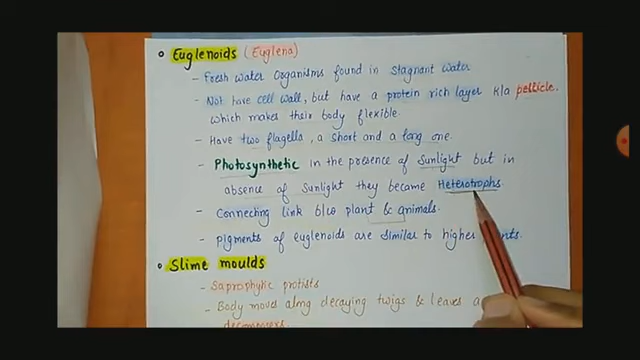 Euglenoids (Euglena)
- Fresh water Organisms found in Stagnant water
- Not have cell wall, but have a protein rich layer k/a pellicle.
which makes their body flexible.
- Have two flagella, a short and a long one.
- Photosynthetic in the presence of Sunlight but in
absence of Sunlight they became Heterotrophs
- Connecting link b/w plant & animals.
- Pigments of euglenoids are similar to higher
Slime moulds
- Saprophytic protists
- Body moves along decaying twigs & leaves
decomposers.